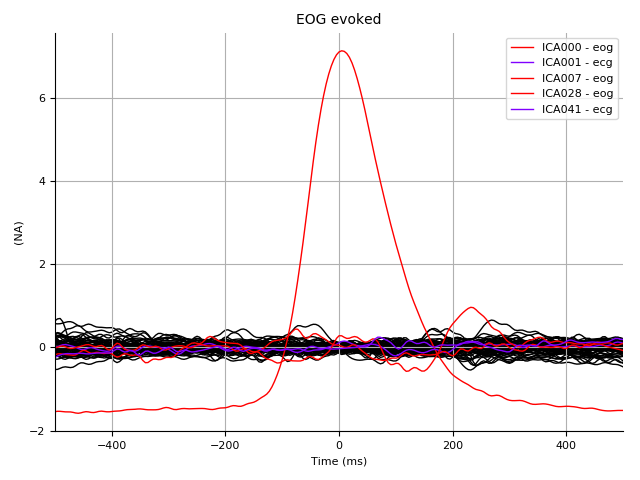 EOG evoked
ICA000 - eog
ICA001 - ecg
ICA007 - eog
ICA028 - eog
ICA041 - ecg
(NA)
6
4
2
0
−2
−400
−200
0
200
400
Time (ms)